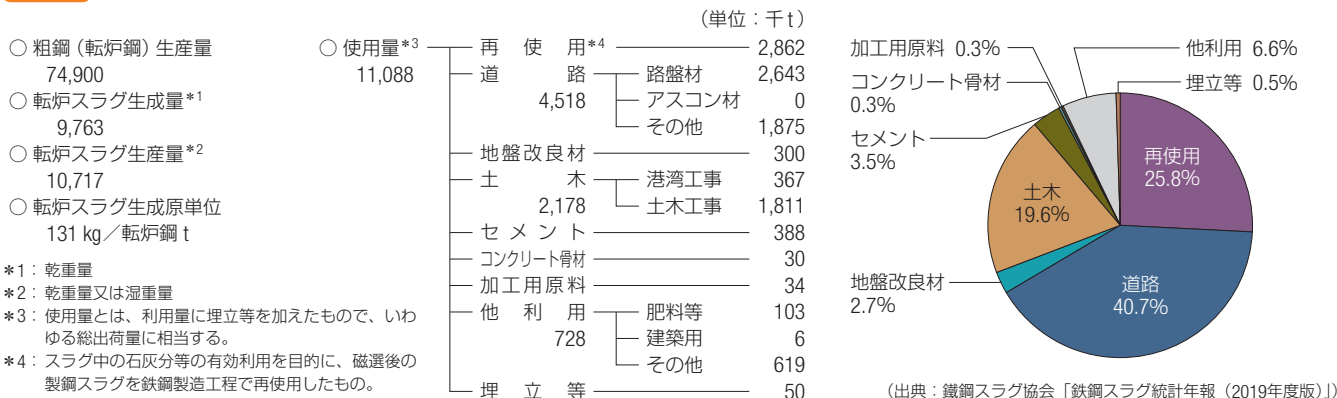 (単位：千t)
○ 粗鋼（転炉鋼）生産量
74,900
○ 転炉スラグ生成量*1
9,763
○ 転炉スラグ生産量*2
10,717
○ 転炉スラグ生成原単位
131 kg／転炉鋼 t
*1： 乾重量
*2： 乾重量又は湿重量
*3： 使用量とは、利用量に埋立等を加えたもので、いわ
ゆる総出荷量に相当する。
*4： スラグ中の石灰分等の有効利用を目的に、磁選後の
製鋼スラグを鉄鋼製造工程で再使用したもの。
○ 使用量*3
11,088
再使用*4 2,862
道路 路盤材 2,643
4,518 アスコン材 0
その他 1,875
地盤改良材 300
土木 港湾工事 367
2,178 土木工事 1,811
セメント 388
コンクリート骨材 30
加工用原料 34
他利用 肥料等 103
728 建築用 6
その他 619
埋立等 50
加工用原料 0.3%
コンクリート骨材
0.3%
セメント
3.5%
土木
19.6%
地盤改良材
2.7%
他利用 6.6%
埋立等 0.5%
再使用
25.8%
道路
40.7%
（出典：鐵鋼スラグ協会「鉄鋼スラグ統計年報（2019年度版）」）